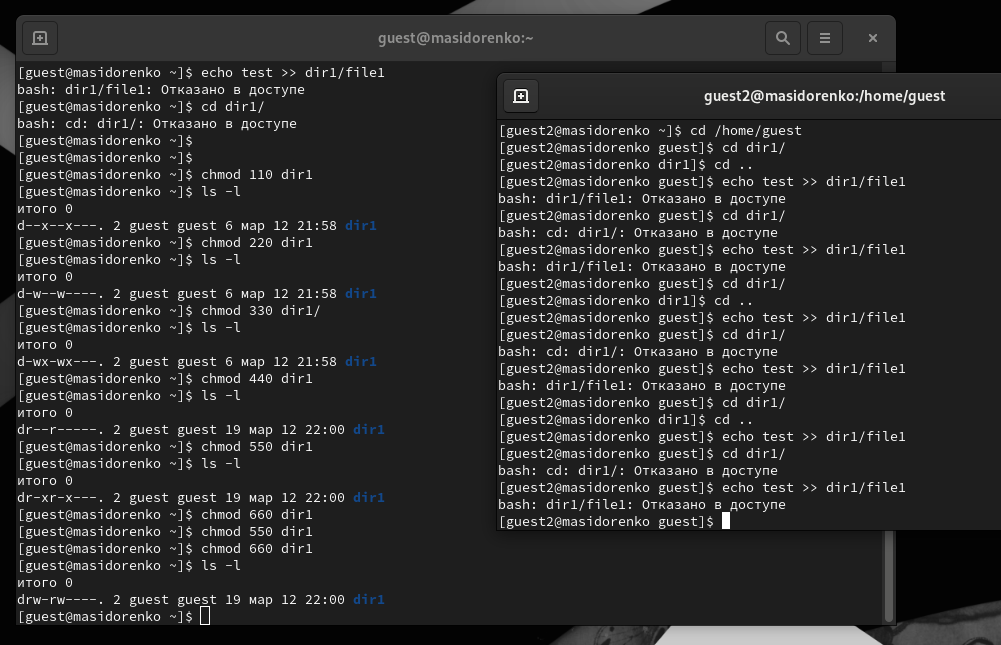 guest@masidorenko:~
[guest@masidorenko ~]$ echo test >> dir1/file1
bash: dir1/file1: Отказано в доступе
[guest@masidorenko ~]$ cd dir1/
bash: cd: dir1/: Отказано в доступе
[guest@masidorenko ~]$
[guest@masidorenko ~]$
[guest@masidorenko ~]$ chmod 110 dir1
[guest@masidorenko ~]$ ls -l
итого 0
d--x--x---. 2 guest guest 6 мар 12 21:58 dir1
[guest@masidorenko ~]$ chmod 220 dir1
[guest@masidorenko ~]$ ls -l
итого 0
d-w--w----. 2 guest guest 6 мар 12 21:58 dir1
[guest@masidorenko ~]$ chmod 330 dir1/
[guest@masidorenko ~]$ ls -l
итого 0
d-wx-wx---. 2 guest guest 6 мар 12 21:58 dir1
[guest@masidorenko ~]$ chmod 440 dir1
[guest@masidorenko ~]$ ls -l
итого 0
dr--r-----. 2 guest guest 19 мар 12 22:00 dir1
[guest@masidorenko ~]$ chmod 550 dir1
[guest@masidorenko ~]$ ls -l
итого 0
dr-xr-x---. 2 guest guest 19 мар 12 22:00 dir1
[guest@masidorenko ~]$ chmod 660 dir1
[guest@masidorenko ~]$ chmod 550 dir1
[guest@masidorenko ~]$ chmod 660 dir1
[guest@masidorenko ~]$ ls -l
итого 0
drw-rw----. 2 guest guest 19 мар 12 22:00 dir1
[guest@masidorenko ~]$
guest2@masidorenko:/home/guest
[guest2@masidorenko ~]$ cd /home/guest
[guest2@masidorenko guest]$ cd dir1/
[guest2@masidorenko dir1]$ cd ..
[guest2@masidorenko guest]$ echo test >> dir1/file1
bash: dir1/file1: Отказано в доступе
[guest2@masidorenko guest]$ cd dir1/
bash: cd: dir1/: Отказано в доступе
[guest2@masidorenko guest]$ echo test >> dir1/file1
bash: dir1/file1: Отказано в доступе
[guest2@masidorenko guest]$ cd dir1/
[guest2@masidorenko dir1]$ cd ..
[guest2@masidorenko guest]$ echo test >> dir1/file1
[guest2@masidorenko guest]$ cd dir1/
bash: cd: dir1/: Отказано в доступе
[guest2@masidorenko guest]$ echo test >> dir1/file1
bash: dir1/file1: Отказано в доступе
[guest2@masidorenko guest]$ cd dir1/
[guest2@masidorenko dir1]$ cd ..
[guest2@masidorenko guest]$ echo test >> dir1/file1
[guest2@masidorenko guest]$ cd dir1/
bash: cd: dir1/: Отказано в доступе
[guest2@masidorenko guest]$ echo test >> dir1/file1
bash: dir1/file1: Отказано в доступе
[guest2@masidorenko guest]$